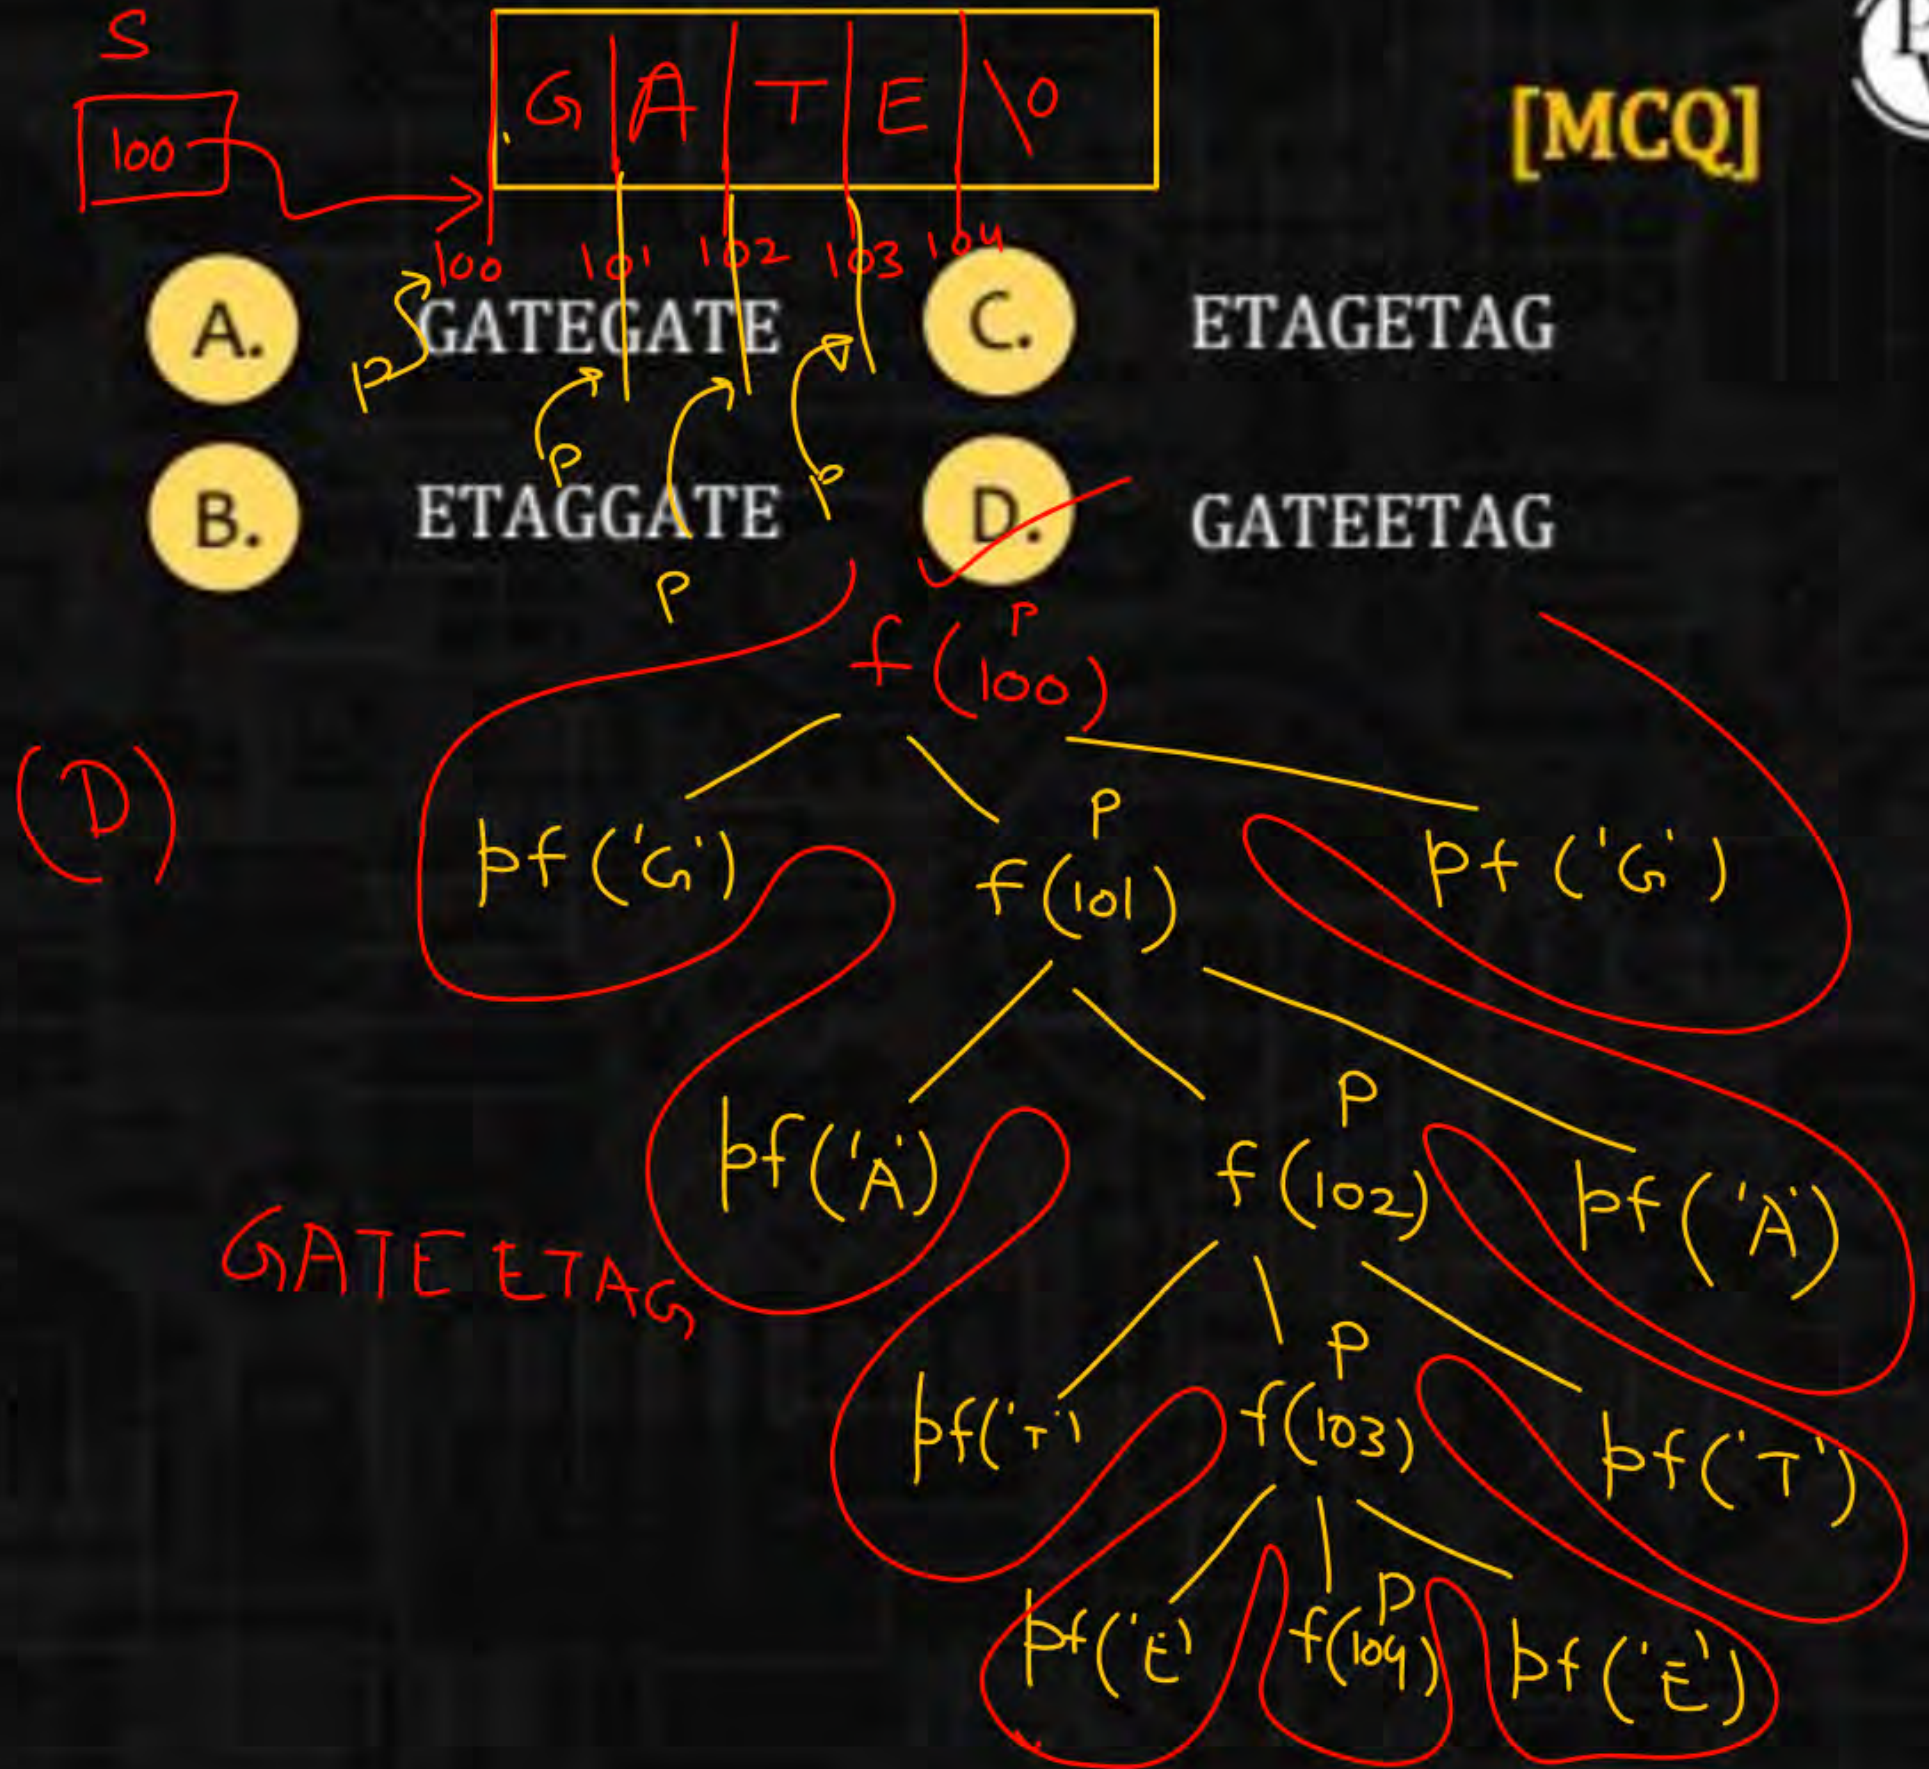 S
G A T E \0
[MCQ]
100
100 101 102 103 104
A. GATEGATE
C. ETAGETAG
p
p
p
B. ETAGGATE
D. GATEETAG
p
p
f(100)
(D)
p
pf('G')
f(101)
pf('G')
p
pf('A')
f(102)
pf('A')
GATEETAG
p
pf('T')
f(103)
pf('T')
p
pf('E'
f(104)
pf('E')